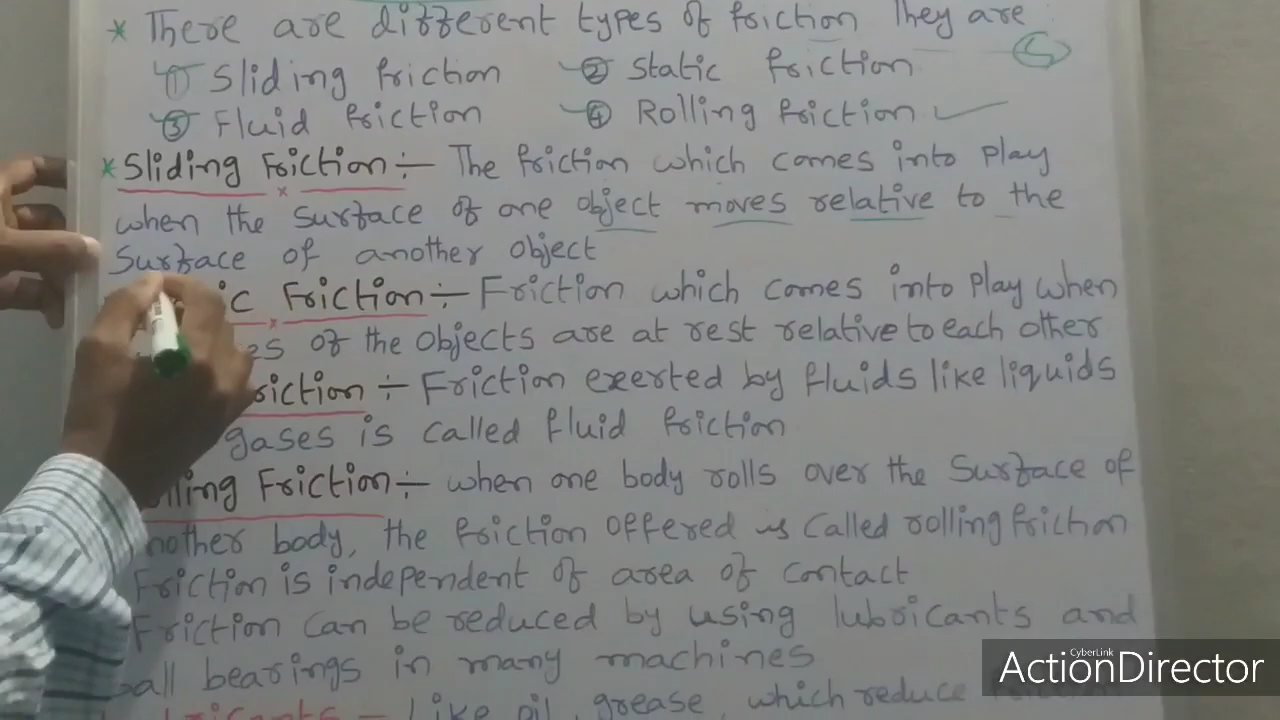 * There are different types of friction They are
① Sliding friction ② Static friction
③ Fluid friction ④ Rolling friction
* Sliding Friction :- The friction which comes into play
when the surface of one object moves relative to the
surface of another object
Friction :- Friction which comes into play when
of the objects are at rest relative to each other
:- Friction exerted by fluids like liquids
gases is called fluid friction
Friction :- when one body rolls over the surface of
body, the friction offered is called rolling friction
Friction is independent of area of contact
Friction can be reduced by using lubricants and
ball bearings in many machines
:- Like oil, grease, which reduce
CyberLink
ActionDirector